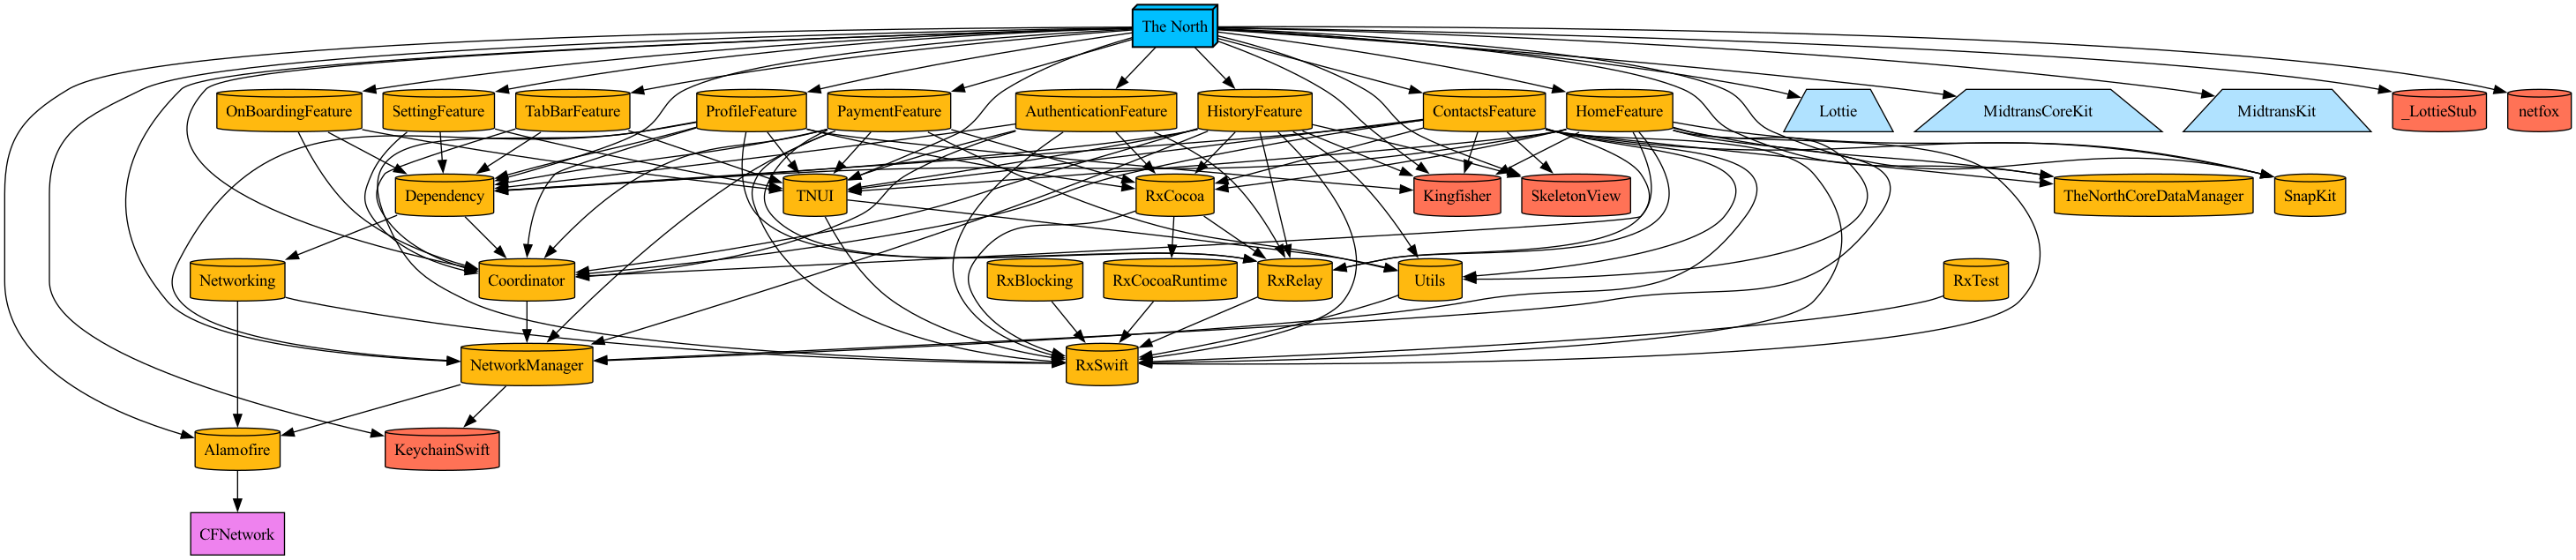 The North
OnBoardingFeature
SettingFeature
TabBarFeature
ProfileFeature
PaymentFeature
AuthenticationFeature
HistoryFeature
ContactsFeature
HomeFeature
Lottie
MidtransCoreKit
MidtransKit
_LottieStub
netfox
Dependency
TNUI
RxCocoa
Kingfisher
SkeletonView
TheNorthCoreDataManager
SnapKit
Networking
Coordinator
RxBlocking
RxCocoaRuntime
RxRelay
Utils
RxTest
NetworkManager
RxSwift
Alamofire
KeychainSwift
CFNetwork